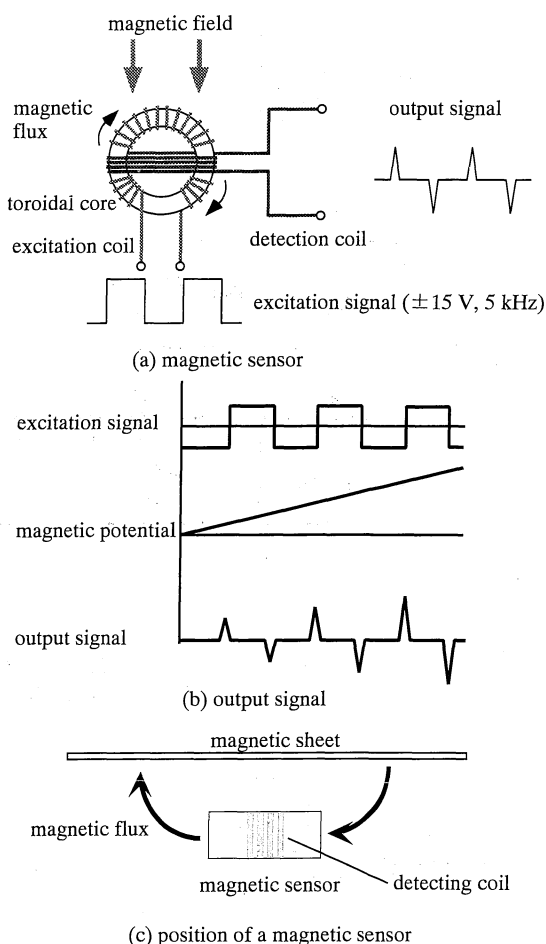 magnetic field
magnetic
flux
output signal
toroidal core
excitation coil
detection coil
excitation signal (±15 V, 5 kHz)
(a) magnetic sensor
excitation signal
magnetic potential
output signal
(b) output signal
magnetic sheet
magnetic flux
magnetic sensor
detecting coil
(c) position of a magnetic sensor